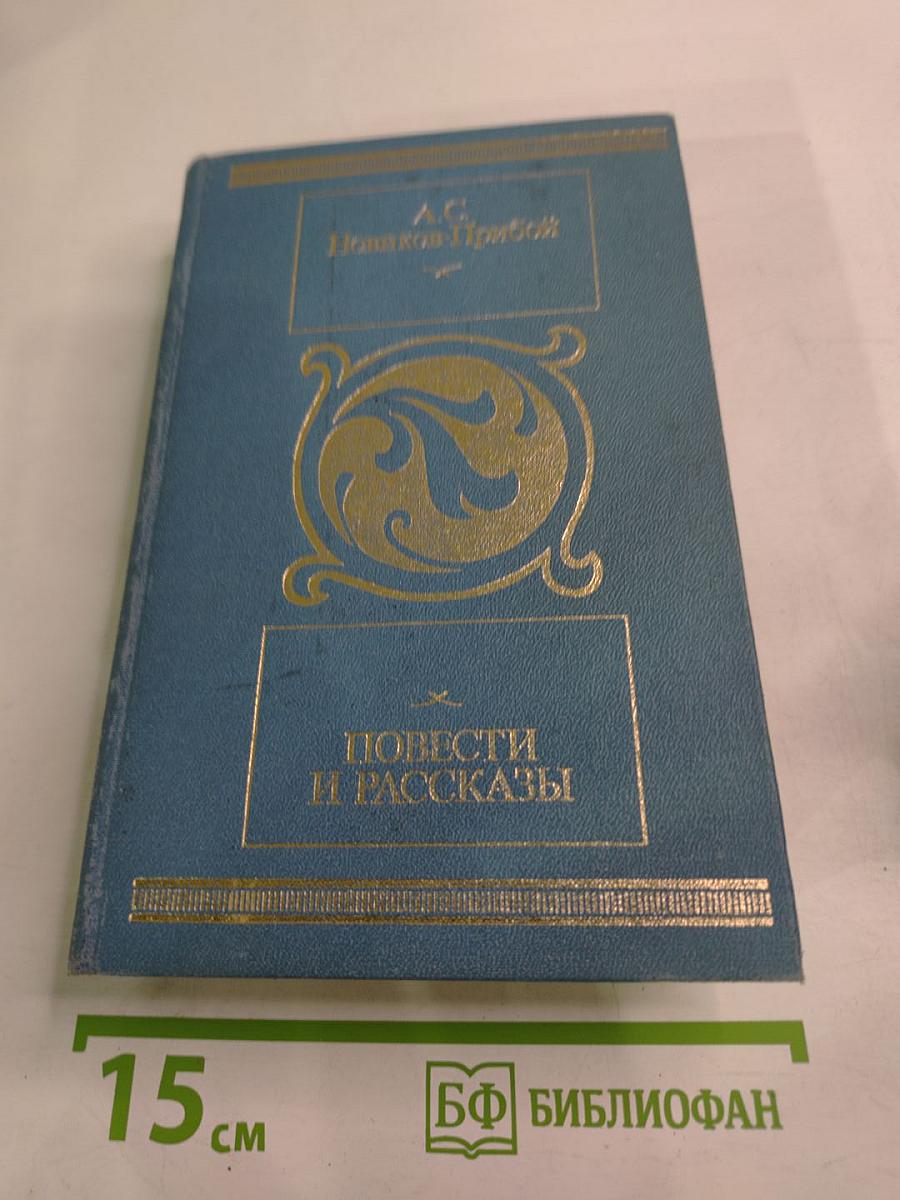 А.С.
Новиков-Прибой
ПОВЕСТИ
И РАССКАЗЫ
15 см
БФ БИБЛИОФАН